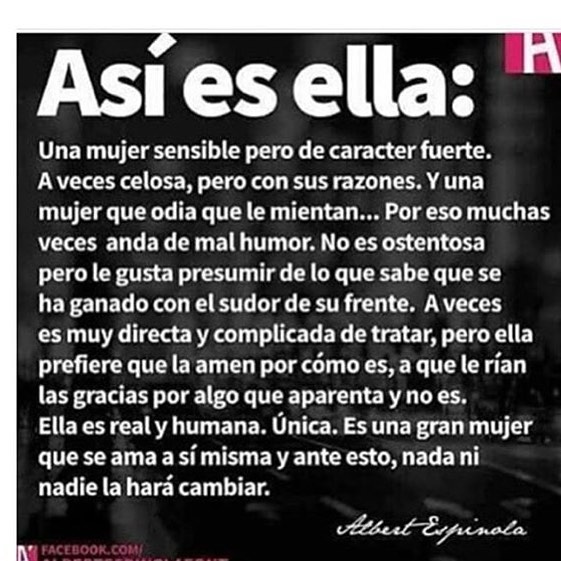 Así es ella:
Una mujer sensible pero de caracter fuerte.
A veces celosa, pero con sus razones. Y una
mujer que odia que le mientan... Por eso muchas
veces anda de mal humor. No es ostentosa
pero le gusta presumir de lo que sabe que se
ha ganado con el sudor de su frente. A veces
es muy directa y complicada de tratar, pero ella
prefiere que la amen por cómo es, a que le rían
las gracias por algo que aparenta y no es.
Ella es real y humana. Única. Es una gran mujer
que se ama a sí misma y ante esto, nada ni
nadie la hará cambiar.
Albert Espinola
FACEBOOK.COM/